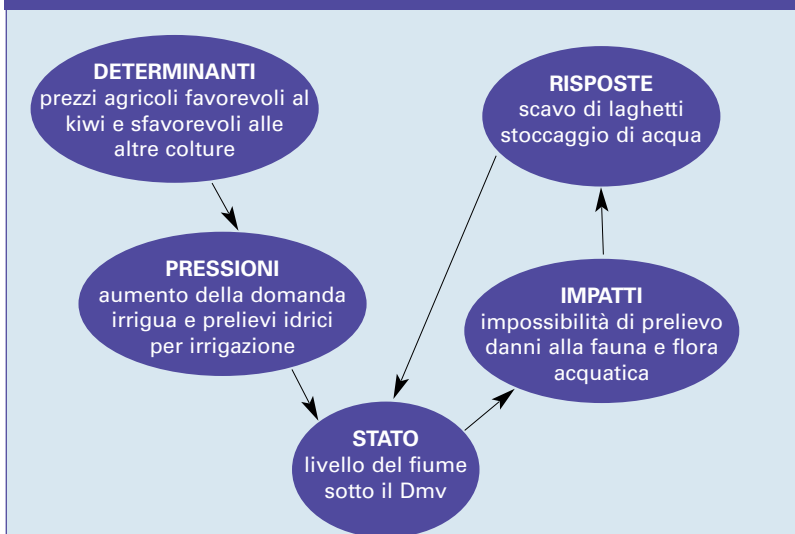 DETERMINANTI
prezzi agricoli favorevoli al
kiwi e sfavorevoli alle
altre colture
PRESSIONI
aumento della domanda
irrigua e prelievi idrici
per irrigazione
STATO
livello del fiume
sotto il Dmv
IMPATTI
impossibilità di prelievo
danni alla fauna e flora
acquatica
RISPOSTE
scavo di laghetti
stoccaggio di acqua